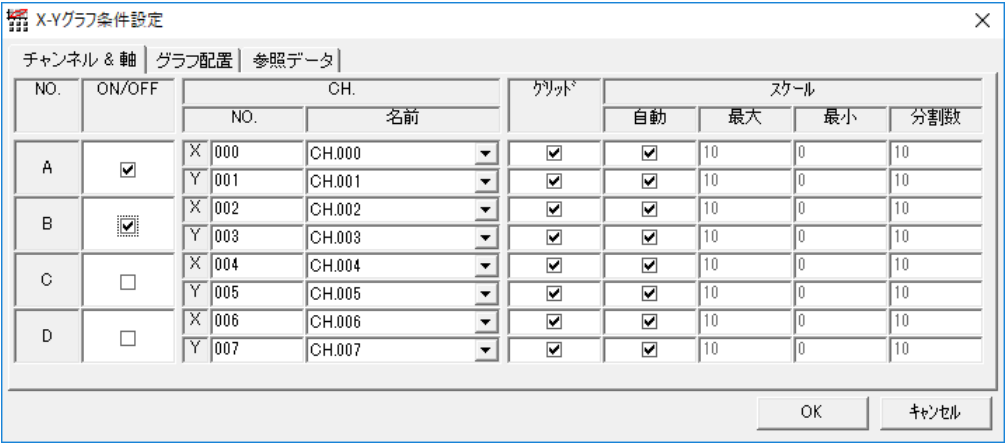 X-Yグラフ条件設定
チャンネル & 軸 グラフ配置 参照データ
NO. ON/OFF CH. グリッド スケール
NO. 名前 自動 最大 最小 分割数
A X 000 CH.000 10 0 10
Y 001 CH.001 10 0 10
B X 002 CH.002 10 0 10
Y 003 CH.003 10 0 10
C X 004 CH.004 10 0 10
Y 005 CH.005 10 0 10
D X 006 CH.006 10 0 10
Y 007 CH.007 10 0 10
OK キャンセル